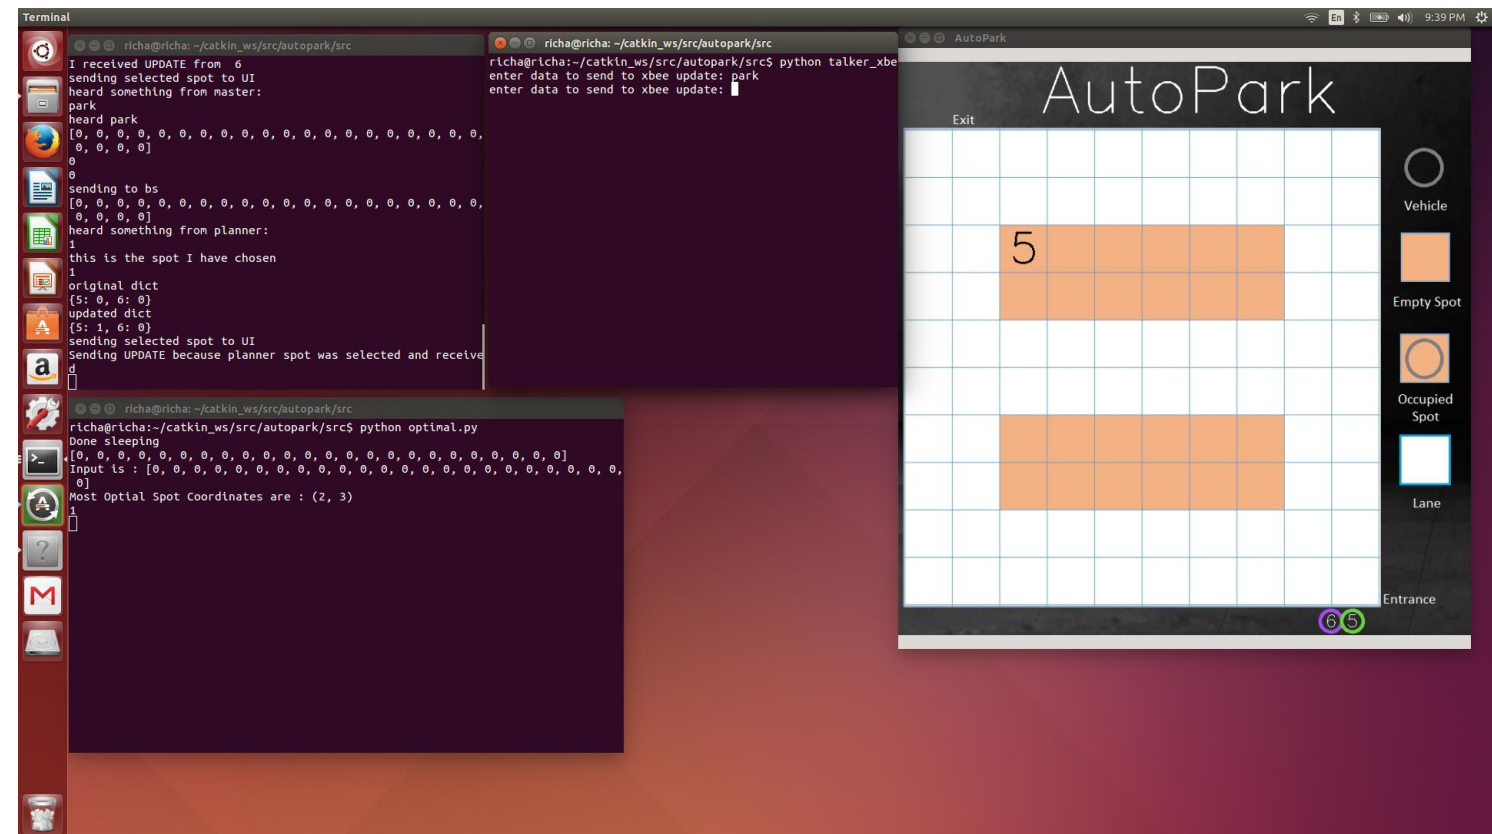 Terminal
En
9:39 PM
richa@richa: ~/catkin_ws/src/autopark/src
I received UPDATE from  6
sending selected spot to UI
heard something from master:
park
heard park
[0, 0, 0, 0, 0, 0, 0, 0, 0, 0, 0, 0, 0, 0, 0, 0, 0, 0, 0, 0,
 0, 0, 0, 0]
0
0
sending to bs
[0, 0, 0, 0, 0, 0, 0, 0, 0, 0, 0, 0, 0, 0, 0, 0, 0, 0, 0, 0,
 0, 0, 0, 0]
heard something from planner:
1
this is the spot I have chosen
1
original dict
{5: 0, 6: 0}
updated dict
{5: 1, 6: 0}
sending selected spot to UI
Sending UPDATE because planner spot was selected and receive
d
richa@richa: ~/catkin_ws/src/autopark/src
richa@richa:~/catkin_ws/src/autopark/src$ python talker_xbe
enter data to send to xbee update: park
enter data to send to xbee update:
richa@richa: ~/catkin_ws/src/autopark/src
richa@richa:~/catkin_ws/src/autopark/src$ python optimal.py
Done sleeping
[0, 0, 0, 0, 0, 0, 0, 0, 0, 0, 0, 0, 0, 0, 0, 0, 0, 0, 0, 0, 0, 0, 0, 0]
Input is : [0, 0, 0, 0, 0, 0, 0, 0, 0, 0, 0, 0, 0, 0, 0, 0, 0, 0, 0, 0, 0, 0, 0,
 0]
Most Optial Spot Coordinates are : (2, 3)
1
AutoPark
AutoPark
Exit
5
Vehicle
Empty Spot
Occupied
Spot
Lane
Entrance
6 5